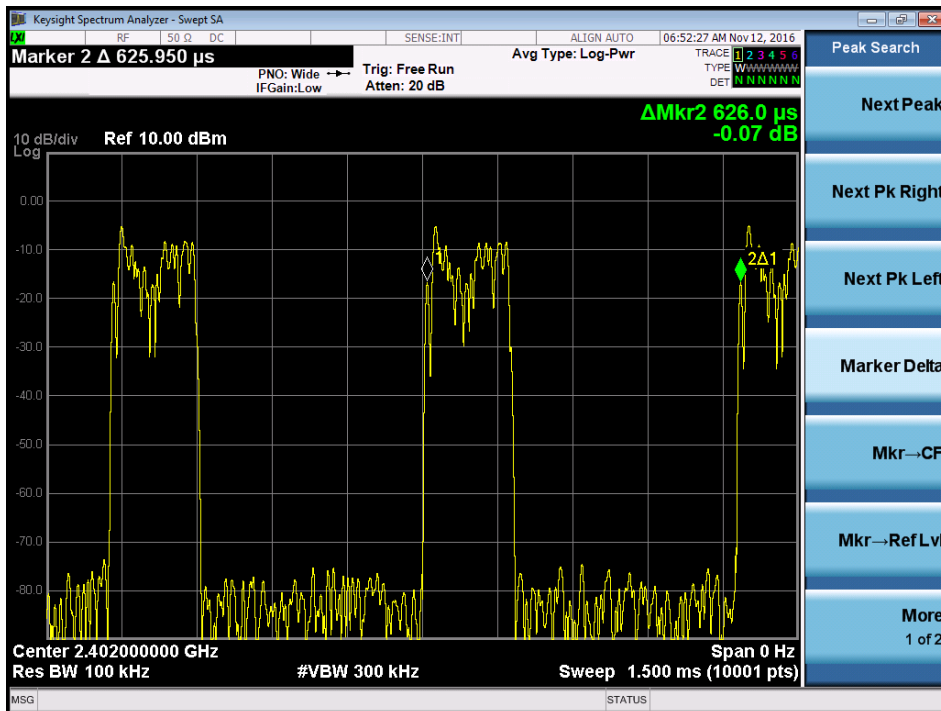 Keysight Spectrum Analyzer - Swept SA
LXI RF 50 Ω DC SENSE:INT ALIGN AUTO 06:52:27 AM Nov 12, 2016
Marker 2 Δ 625.950 µs
PNO: Wide
IFGain:Low
Trig: Free Run
Atten: 20 dB
Avg Type: Log-Pwr
TRACE 1 2 3 4 5 6
TYPE W W W W W W
DET N N N N N N
ΔMkr2 626.0 µs
-0.07 dB
10 dB/div Ref 10.00 dBm
Log
0.00
-10.0
-20.0
-30.0
-40.0
-50.0
-60.0
-70.0
-80.0
1
2Δ1
Center 2.402000000 GHz Span 0 Hz
Res BW 100 kHz #VBW 300 kHz Sweep 1.500 ms (10001 pts)
MSG STATUS
Peak Search
Next Peak
Next Pk Right
Next Pk Left
Marker Delta
Mkr→CF
Mkr→Ref Lvl
More
1 of 2